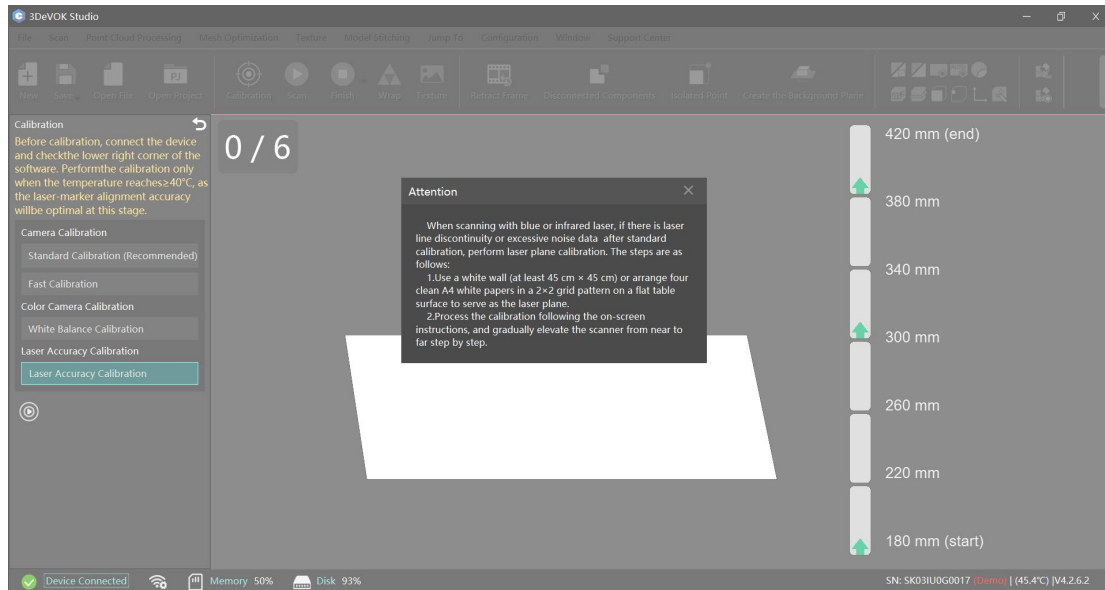 3DeVOK Studio
File Scan Point Cloud Processing Mesh Optimization Texture Model Stitching Jump To Configuration Window Support Center
New Save Open File Open Project Calibration Scan Finish Wrap Texture Retract Frame Disconnected Components Isolated Point Create the Background Plane
PJ
Calibration
Before calibration, connect the device
and checkthe lower right corner of the
software. Performthe calibration only
when the temperature reaches≥40°C, as
the laser-marker alignment accuracy
willbe optimal at this stage.
Camera Calibration
Standard Calibration (Recommended)
Fast Calibration
Color Camera Calibration
White Balance Calibration
Laser Accuracy Calibration
Laser Accuracy Calibration
0 / 6
Attention
When scanning with blue or infrared laser, if there is laser
line discontinuity or excessive noise data after standard
calibration, perform laser plane calibration. The steps are as
follows:
1.Use a white wall (at least 45 cm × 45 cm) or arrange four
clean A4 white papers in a 2×2 grid pattern on a flat table
surface to serve as the laser plane.
2.Process the calibration following the on-screen
instructions, and gradually elevate the scanner from near to
far step by step.
420 mm (end)
380 mm
340 mm
300 mm
260 mm
220 mm
180 mm (start)
Device Connected Memory 50% Disk 93% SN: SK03IU0G0017 (Demo) | (45.4℃) |V4.2.6.2